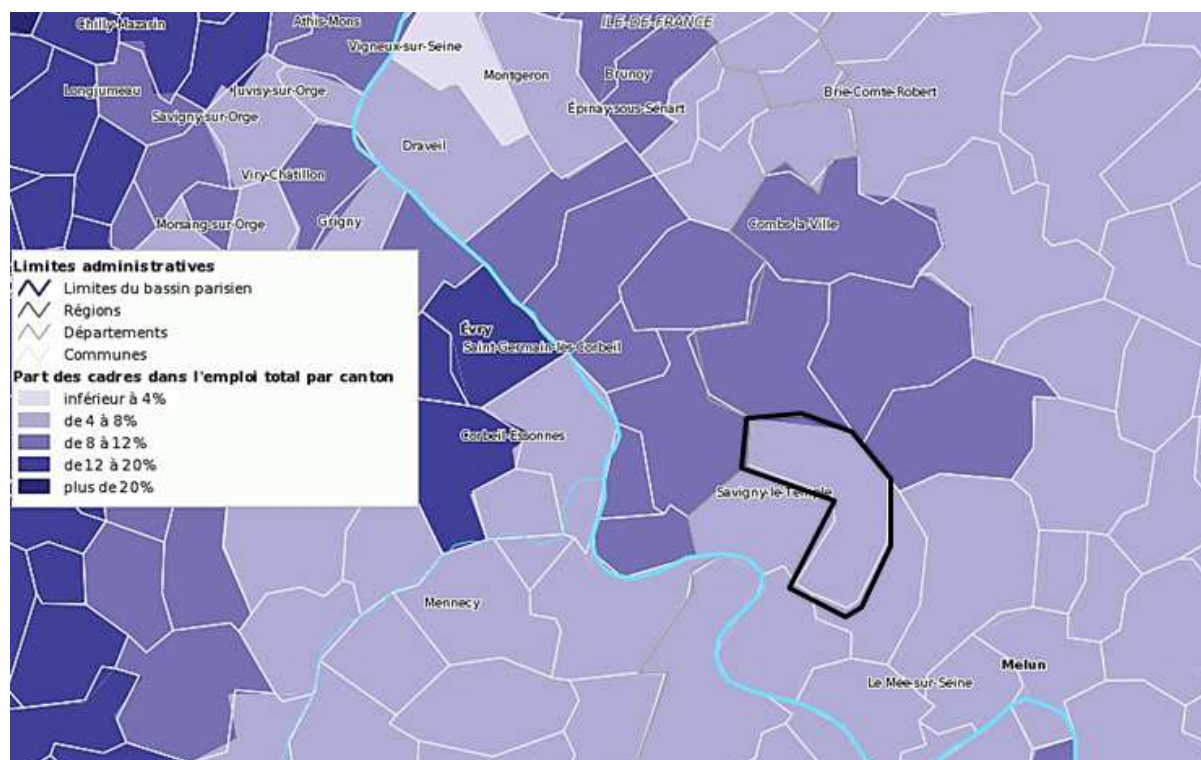 Chilly-Mazarin
Athis-Mons
ILE-DE-FRANCE
Vigneux-sur-Seine
Montgeron
Brunoy
Longjumeau
Juvisy-sur-Orge
Brie-Comte-Robert
Savigny-sur-Orge
Épinay-sous-Sénart
Draveil
Viry-Châtillon
Morsang-sur-Orge
Grigny
Combs-la-Ville
Limites administratives
Limites du bassin parisien
Régions
Départements
Communes
Part des cadres dans l'emploi total par canton
inférieur à 4%
de 4 à 8%
de 8 à 12%
de 12 à 20%
plus de 20%
Évry
Saint-Germain-lès-Corbeil
Corbeil-Essonnes
Savigny-le-Temple
Mennecy
Melun
Le Mée-sur-Seine